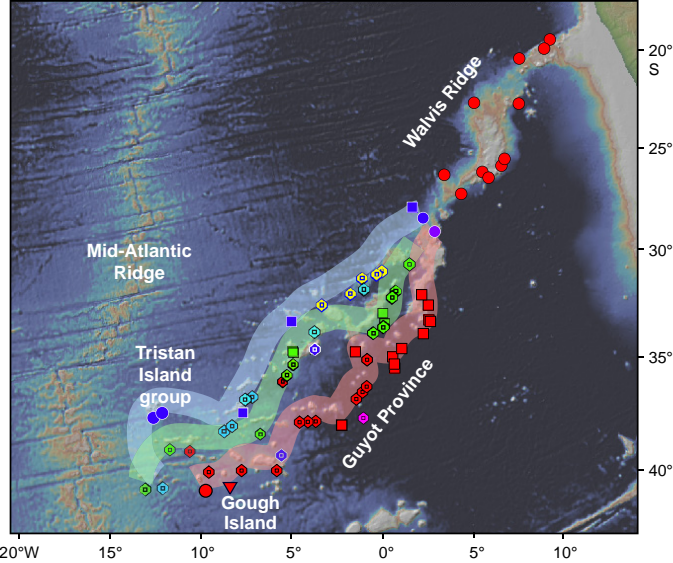 20°
S
Walvis Ridge
25°
30°
Mid-Atlantic
Ridge
Tristan
Island
group
35°
Guyot Province
40°
Gough
Island
20°W
15°
10°
5°
0°
5°
10°